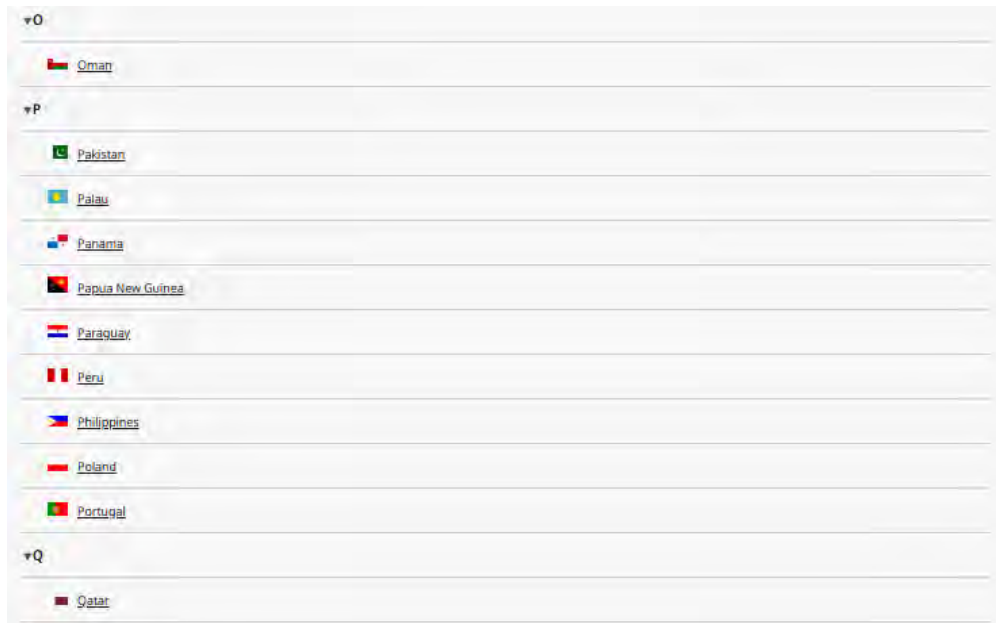 ▾O
Oman
▾P
Pakistan
Palau
Panama
Papua New Guinea
Paraguay
Peru
Philippines
Poland
Portugal
▾Q
Qatar